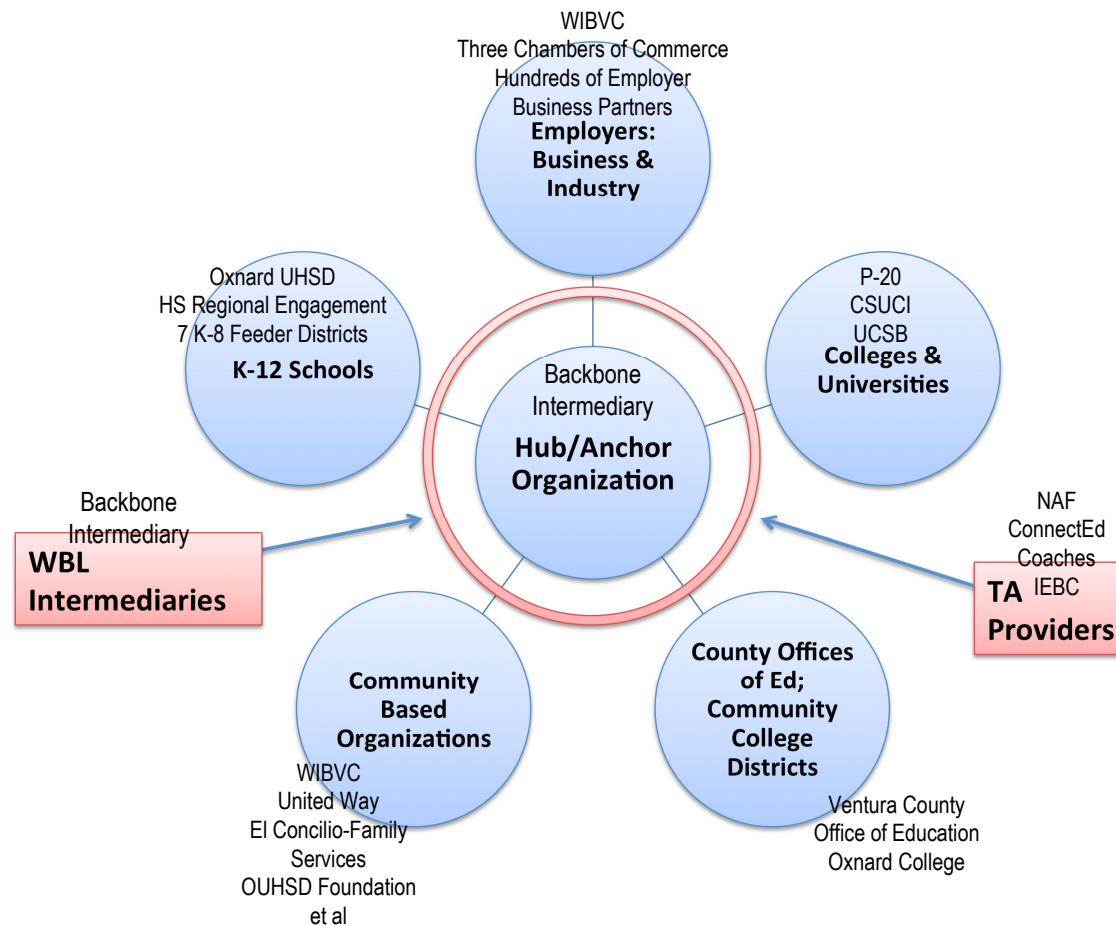 WIBVC
Three Chambers of Commerce
Hundreds of Employer
Business Partners
Employers:
Business &
Industry
Oxnard UHSD
HS Regional Engagement
7 K-8 Feeder Districts
K-12 Schools
P-20
CSUCI
UCSB
Colleges &
Universities
Backbone
Intermediary
Hub/Anchor
Organization
Backbone
Intermediary
WBL
Intermediaries
NAF
ConnectEd
Coaches
IEBC
TA
Providers
Community
Based
Organizations
WIBVC
United Way
El Concilio-Family
Services
OUHSD Foundation
et al
County Offices
of Ed;
Community
College
Districts
Ventura County
Office of Education
Oxnard College